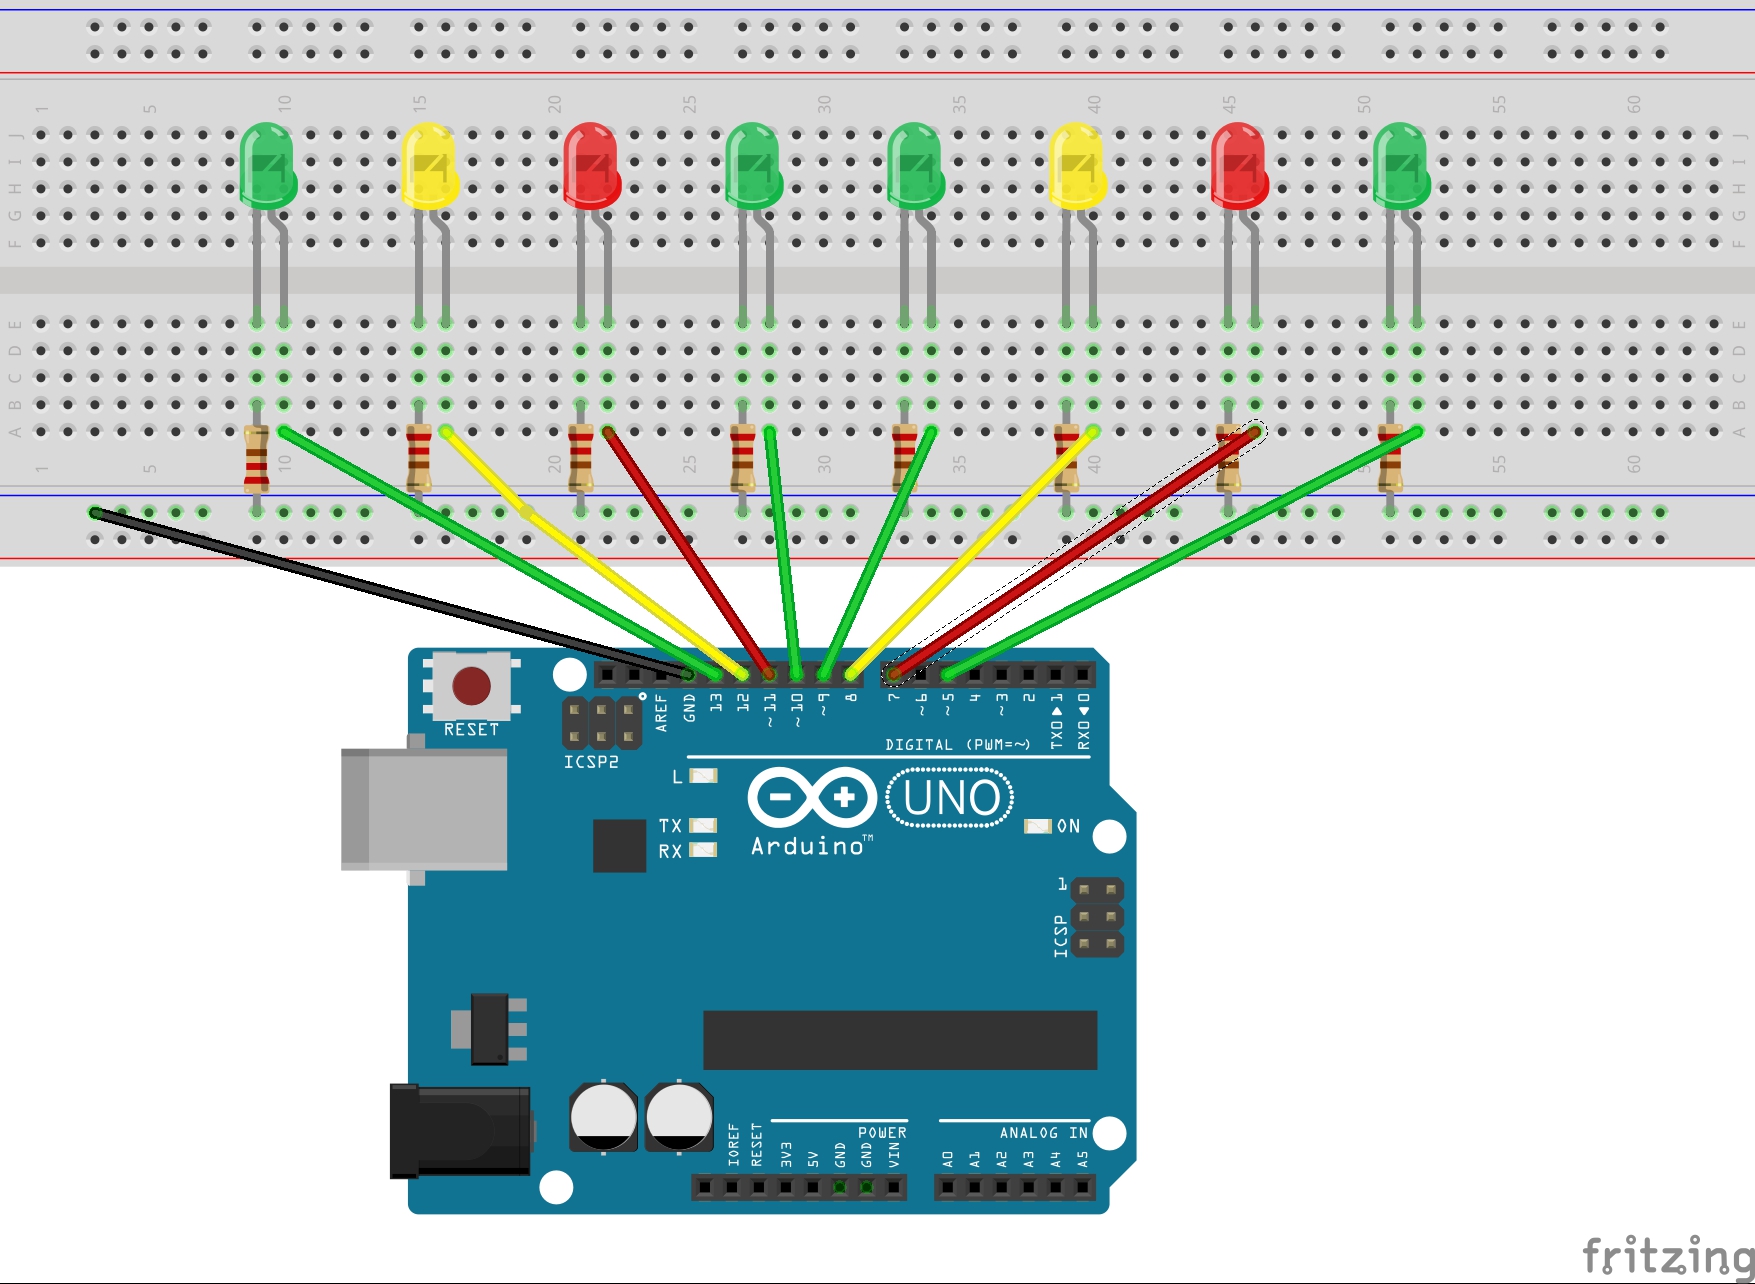 1 5 10 15 20 25 30 35 40 45 50 55 60
J J
I I
H H
G G
F F
E E
D D
C C
B B
A A
1 5 10 25 30 35 40 55 60
RESET
AREF GND 13 12 ~11 ~10 ~9 8 7 ~6 ~5 4 ~3 2 TX0▶1 RX0◀0
ICSP2
DIGITAL (PWM=~)
L
TX
RX
UNO
Arduino™
ON
1
ICSP
POWER
ANALOG IN
IOREF RESET 3V3 5V GND GND VIN A0 A1 A2 A3 A4 A5
fritzing